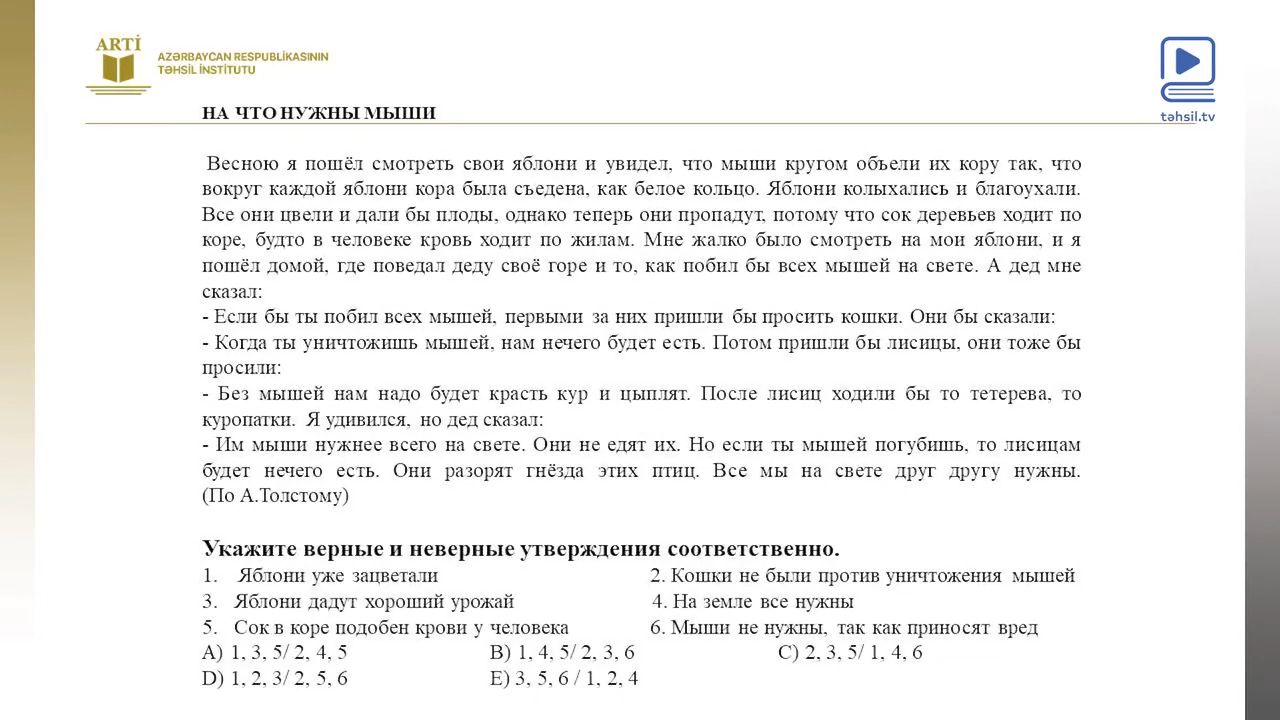 ARTİ
AZƏRBAYCAN RESPUBLİKASININ
TƏHSİL İNSTİTUTU
təhsil.tv
НА ЧТО НУЖНЫ МЫШИ
Весною я пошёл смотреть свои яблони и увидел, что мыши кругом объели их кору так, что
вокруг каждой яблони кора была съедена, как белое кольцо. Яблони колыхались и благоухали.
Все они цвели и дали бы плоды, однако теперь они пропадут, потому что сок деревьев ходит по
коре, будто в человеке кровь ходит по жилам. Мне жалко было смотреть на мои яблони, и я
пошёл домой, где поведал деду своё горе и то, как побил бы всех мышей на свете. А дед мне
сказал:
- Если бы ты побил всех мышей, первыми за них пришли бы просить кошки. Они бы сказали:
- Когда ты уничтожишь мышей, нам нечего будет есть. Потом пришли бы лисицы, они тоже бы
просили:
- Без мышей нам надо будет красть кур и цыплят. После лисиц ходили бы то тетерева, то
куропатки. Я удивился, но дед сказал:
- Им мыши нужнее всего на свете. Они не едят их. Но если ты мышей погубишь, то лисицам
будет нечего есть. Они разорят гнёзда этих птиц. Все мы на свете друг другу нужны.
(По А.Толстому)
Укажите верные и неверные утверждения соответственно.
1. Яблони уже зацветали 2. Кошки не были против уничтожения мышей
3. Яблони дадут хороший урожай 4. На земле все нужны
5. Сок в коре подобен крови у человека 6. Мыши не нужны, так как приносят вред
A) 1, 3, 5/ 2, 4, 5 B) 1, 4, 5/ 2, 3, 6 C) 2, 3, 5/ 1, 4, 6
D) 1, 2, 3/ 2, 5, 6 E) 3, 5, 6 / 1, 2, 4